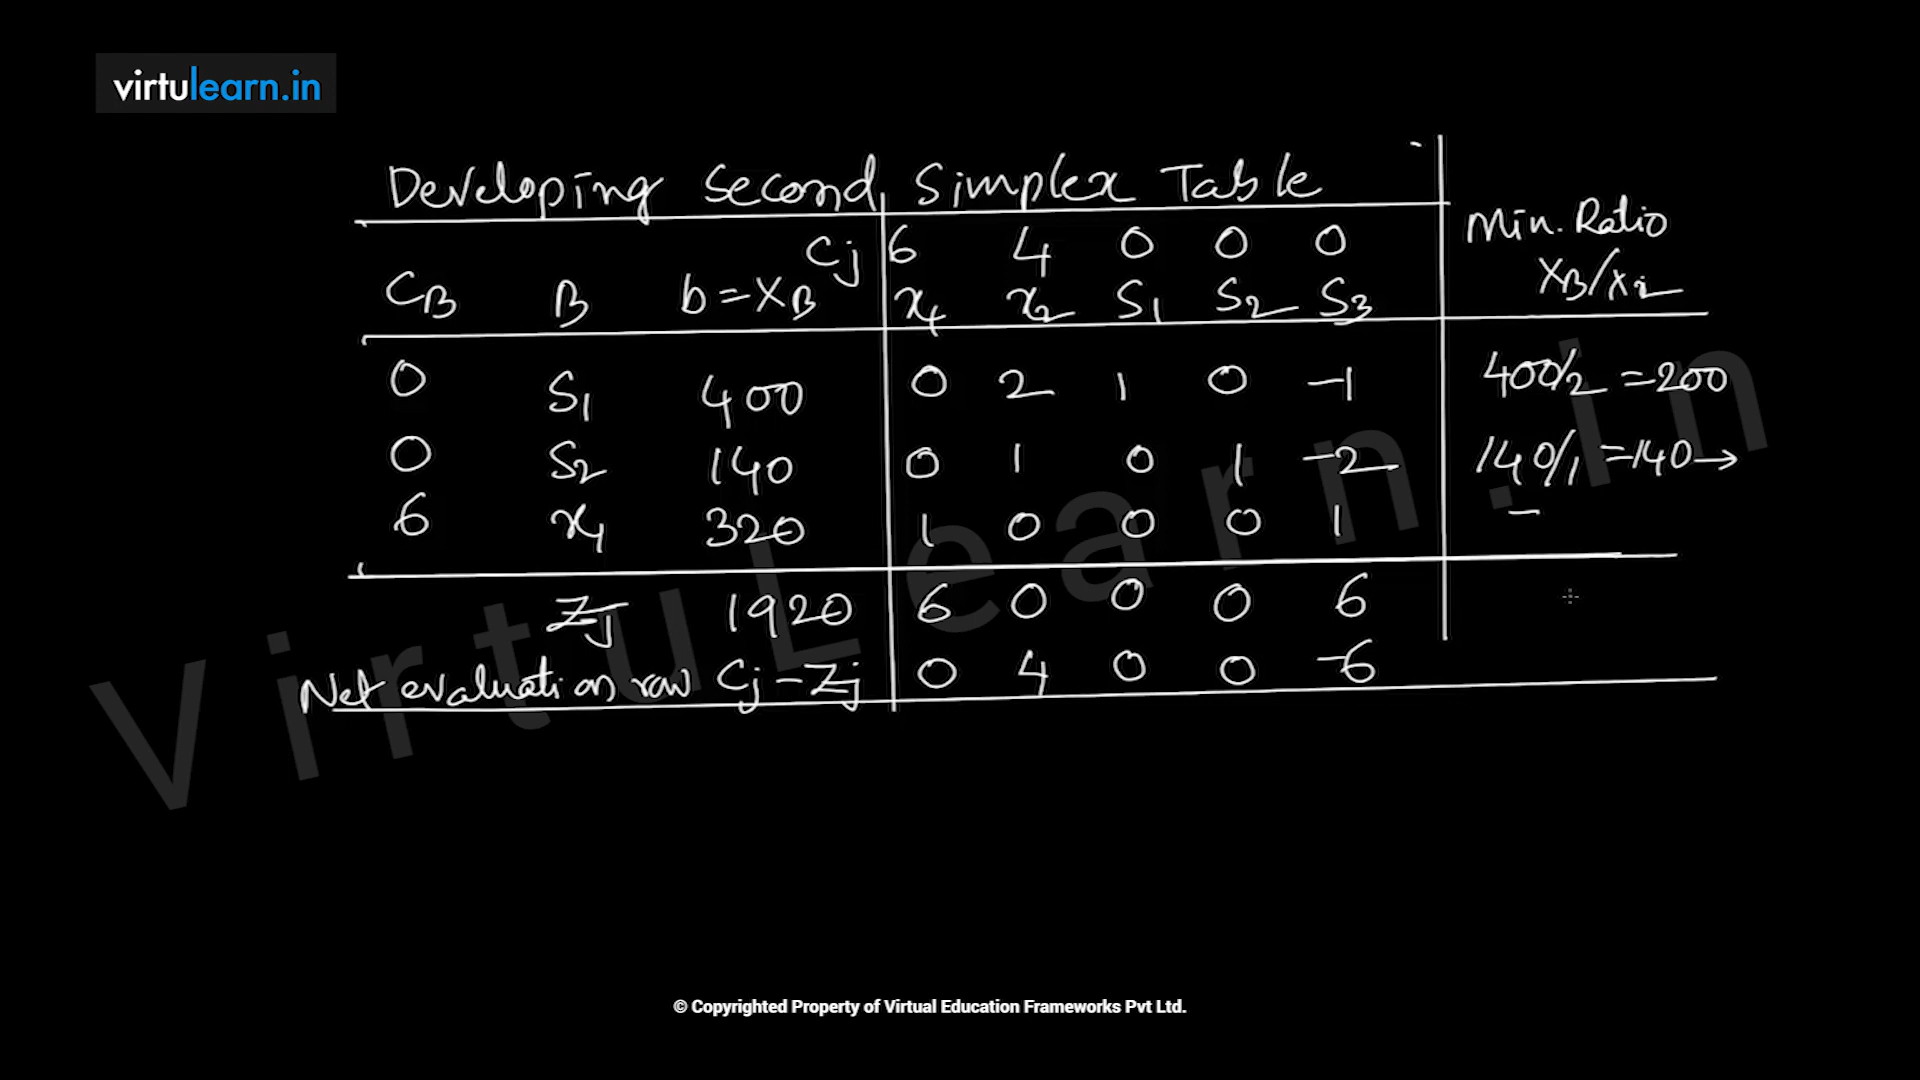 virtulearn.in
Developing Second Simplex Table
Cj 6 4 0 0 0 Min. Ratio
CB B b=XB x1 x2 S1 S2 S3 XB/x2
0 S1 400 0 2 1 0 -1 400/2 =200
0 S2 140 0 1 0 1 -2 140/1 =140→
6 x1 320 1 0 0 0 1 -
Zj 1920 6 0 0 0 6
Net evaluation row Cj-Zj 0 4 0 0 -6
VirtuLearn.in
© Copyrighted Property of Virtual Education Frameworks Pvt Ltd.